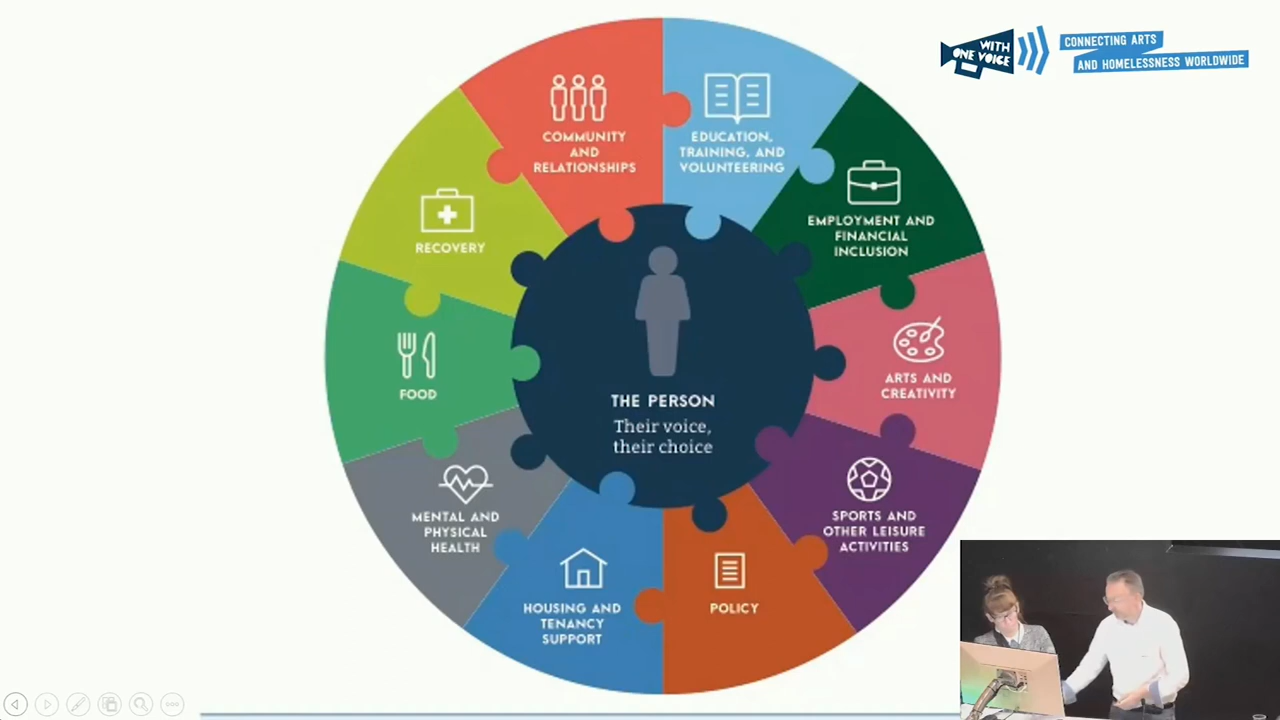 WITH
ONE VOICE
CONNECTING ARTS
AND HOMELESSNESS WORLDWIDE
COMMUNITY
AND
RELATIONSHIPS
EDUCATION,
TRAINING, AND
VOLUNTEERING
EMPLOYMENT AND
FINANCIAL
INCLUSION
RECOVERY
ARTS AND
CREATIVITY
FOOD
THE PERSON
Their voice,
their choice
MENTAL AND
PHYSICAL
HEALTH
SPORTS AND
OTHER LEISURE
ACTIVITIES
HOUSING AND
TENANCY
SUPPORT
POLICY